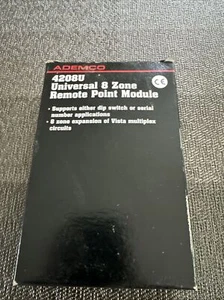 ADEMCO
4208U
Universal 8 Zone
Remote Point Module
CE
• Supports either dip switch or serial
number applications
• 8 zone expansion of Vista multiplex
circuits